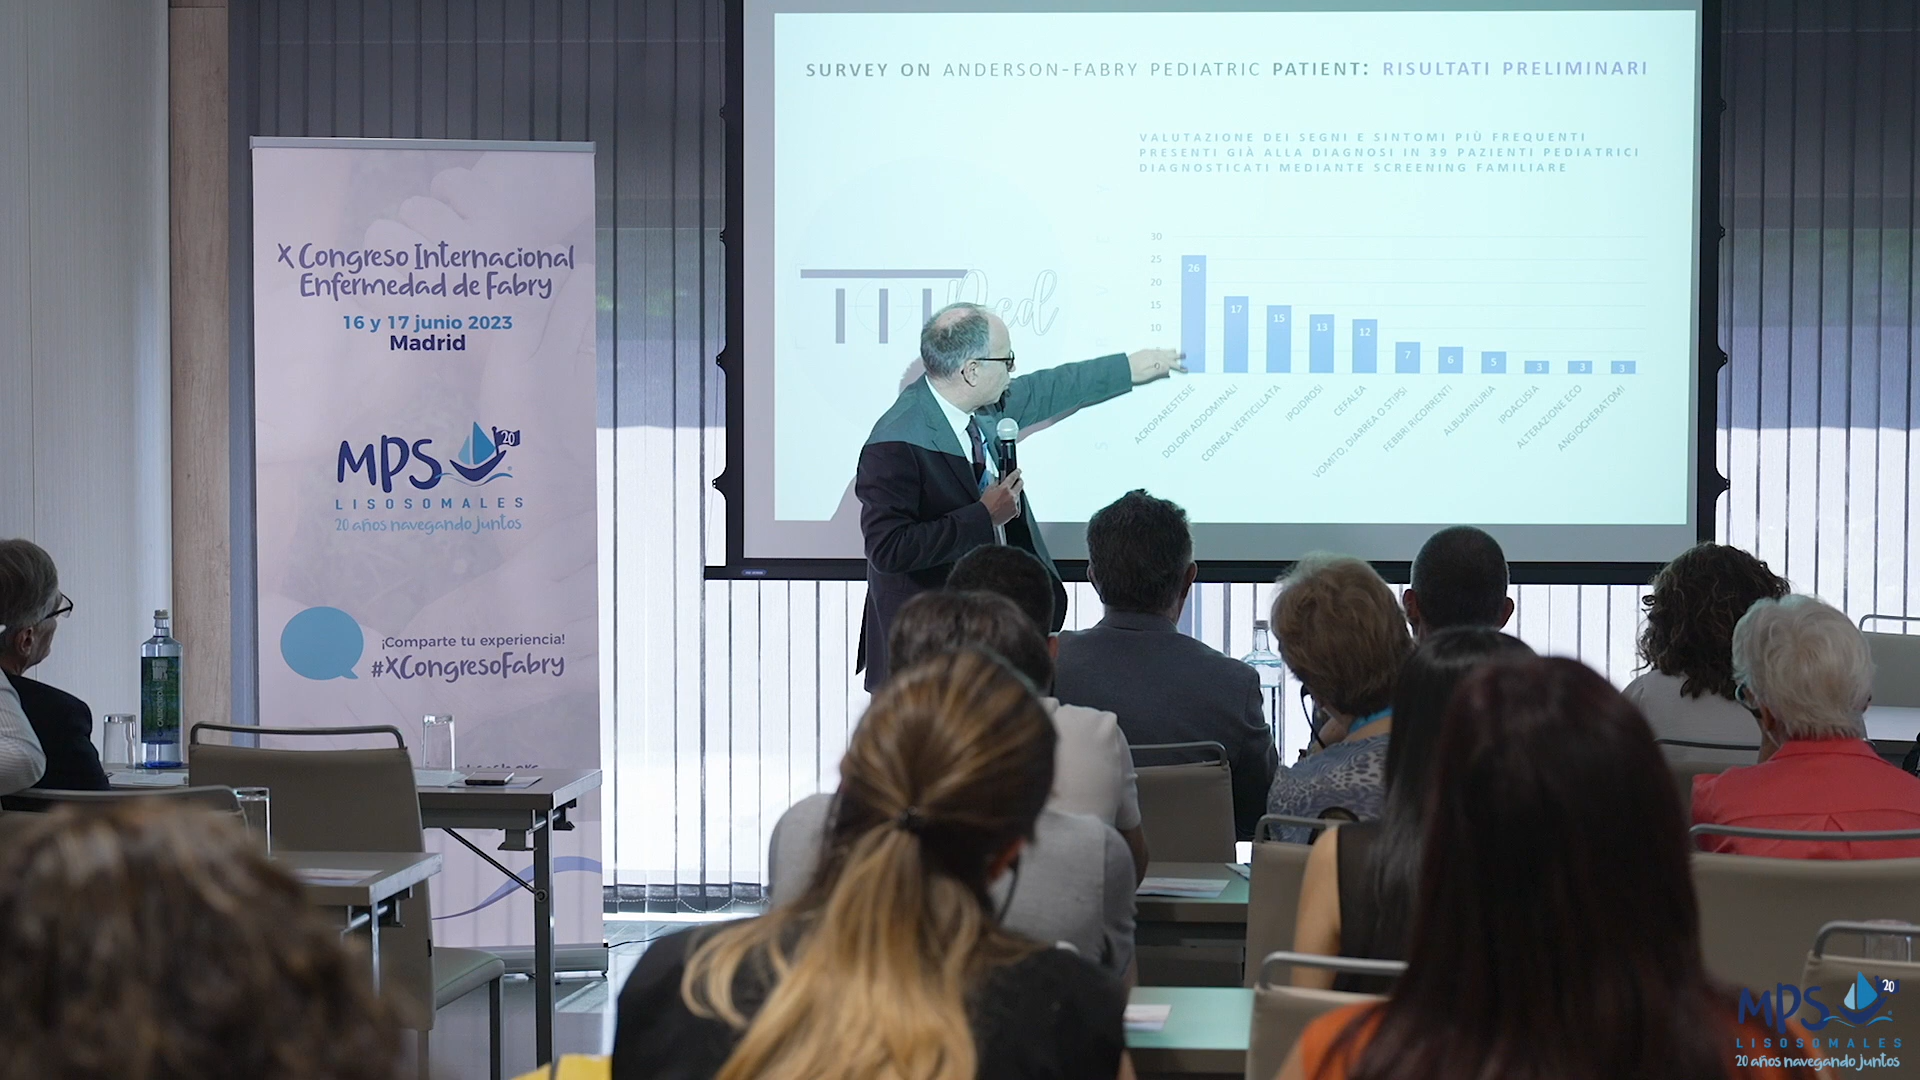 SURVEY ON ANDERSON-FABRY PEDIATRIC PATIENT: RISULTATI PRELIMINARI
VALUTAZIONE DEI SEGNI E SINTOMI PIÙ FREQUENTI
PRESENTI GIÀ ALLA DIAGNOSI IN 39 PAZIENTI PEDIATRICI
DIAGNOSTICATI MEDIANTE SCREENING FAMILIARE
30
25
20
15
10
0
26
17
15
13
12
7
6
5
3
3
3
ACROPARESTESIE
DOLORI ADDOMINALI
CORNEA VERTICILLATA
IPOIDROSI
CEFALEA
VOMITO, DIARREA O STIPSI
FEBBRI RICORRENTI
ALBUMINURIA
IPOACUSIA
ALTERAZIONE ECO
ANGIOCHERATOMI
X Congreso Internacional
Enfermedad de Fabry
16 y 17 junio 2023
Madrid
MPS 20
LISOSOMALES
20 años navegando juntos
¡Comparte tu experiencia!
#XCongresoFabry
MPS 20
LISOSOMALES
20 años navegando juntos